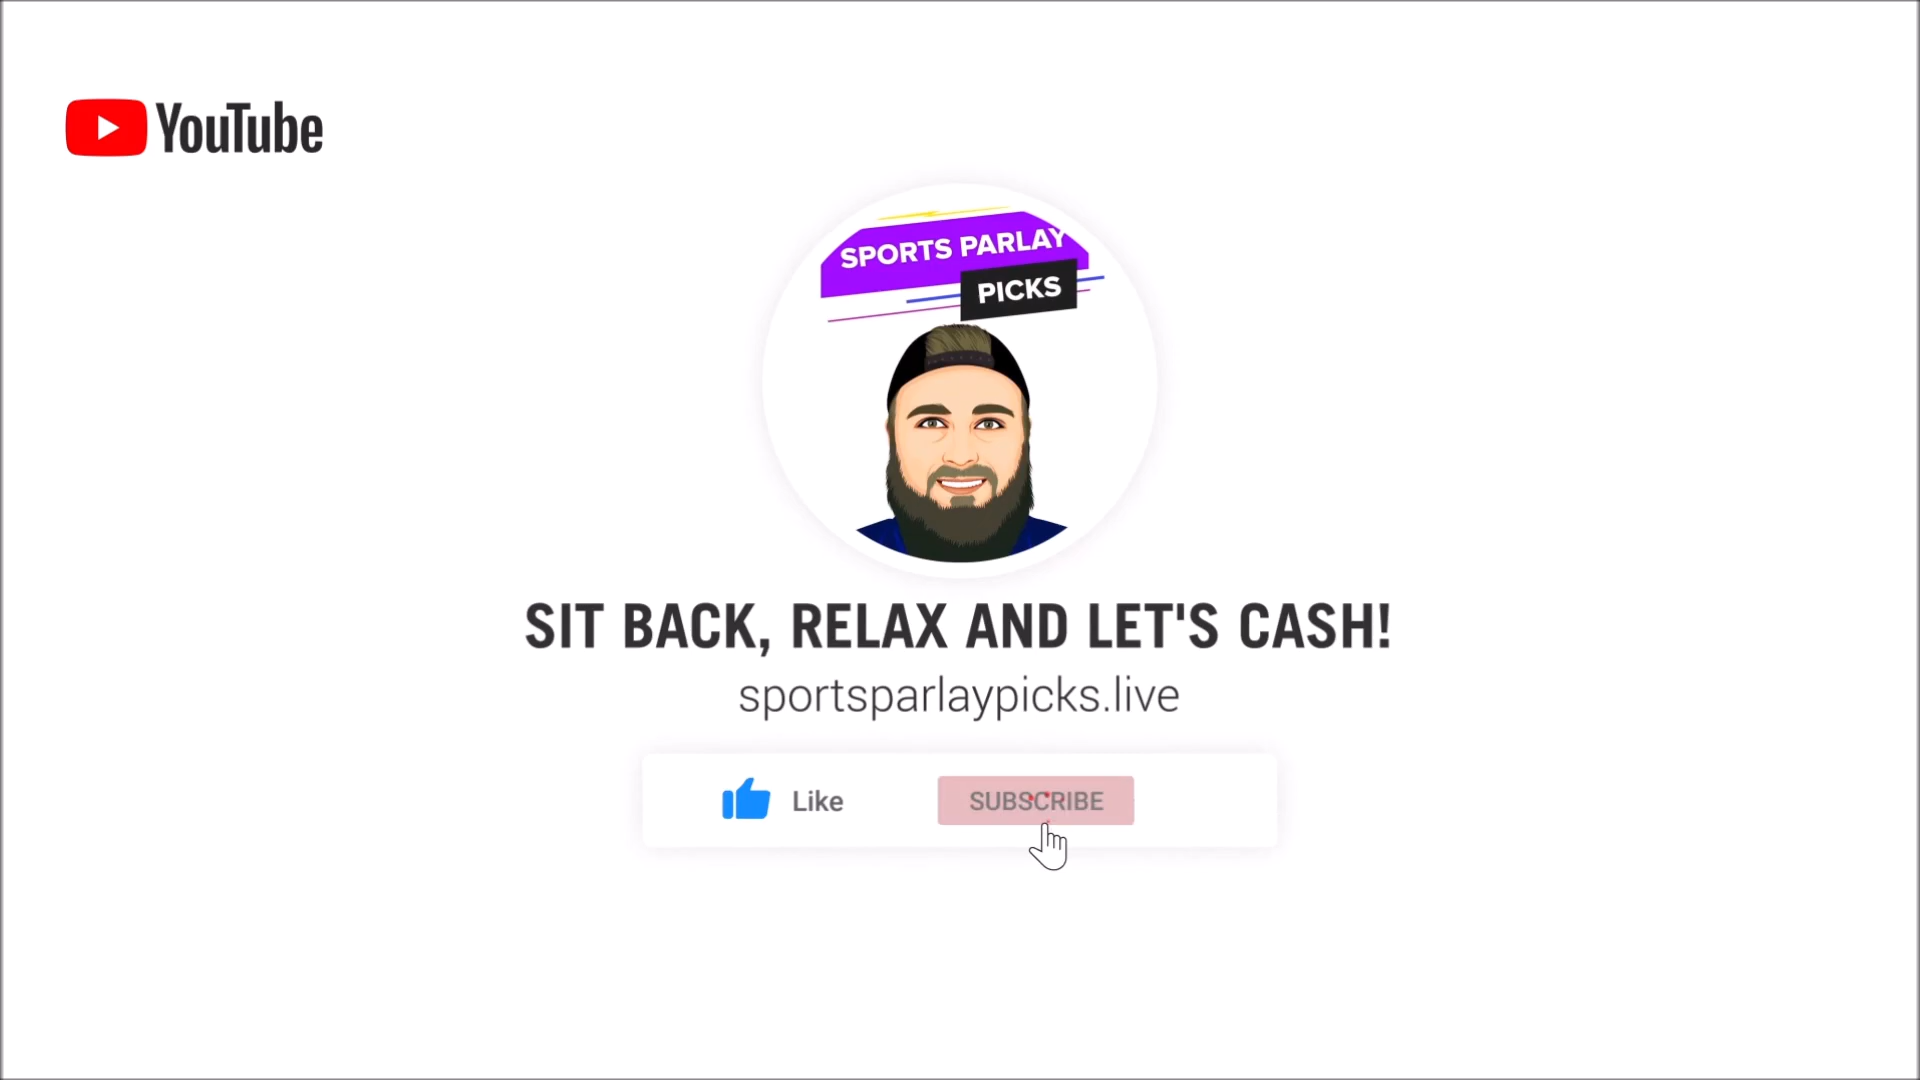 YouTube
SPORTS PARLAY
PICKS
SIT BACK, RELAX AND LET'S CASH!
sportsparlaypicks.live
Like
SUBSCRIBE